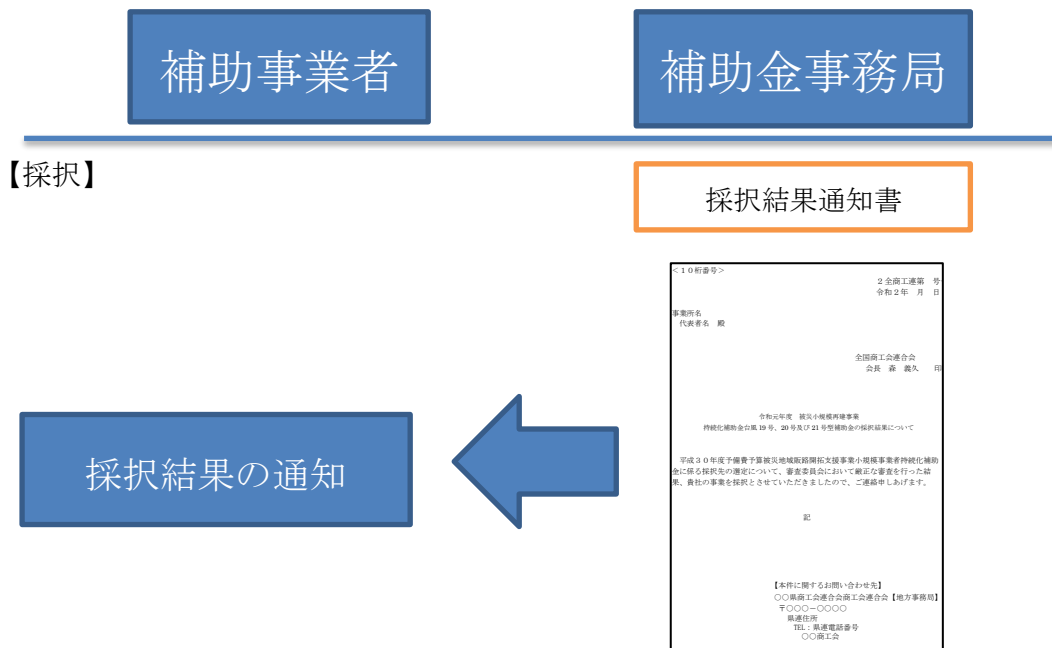 補助事業者
補助金事務局
【採択】
採択結果通知書
<１０桁番号>
２全商工連第　号
令和２年　月　日
事業所名
代表者名　殿
全国商工会連合会
会長　森　義久　印
令和元年度　被災小規模再建事業
持続化補助金台風 19 号、20 号及び 21 号型補助金の採択結果について
平成３０年度予備費予算被災地域販路開拓支援事業小規模事業者持続化補助
金に係る採択先の選定について、審査委員会において厳正な審査を行った結
果、貴社の事業を採択とさせていただきましたので、ご連絡申しあげます。
記
採択結果の通知
【本件に関するお問い合わせ先】
○○県商工会連合会商工会連合会【地方事務局】
〒○○○－○○○○
県連住所
TEL：県連電話番号
○○商工会